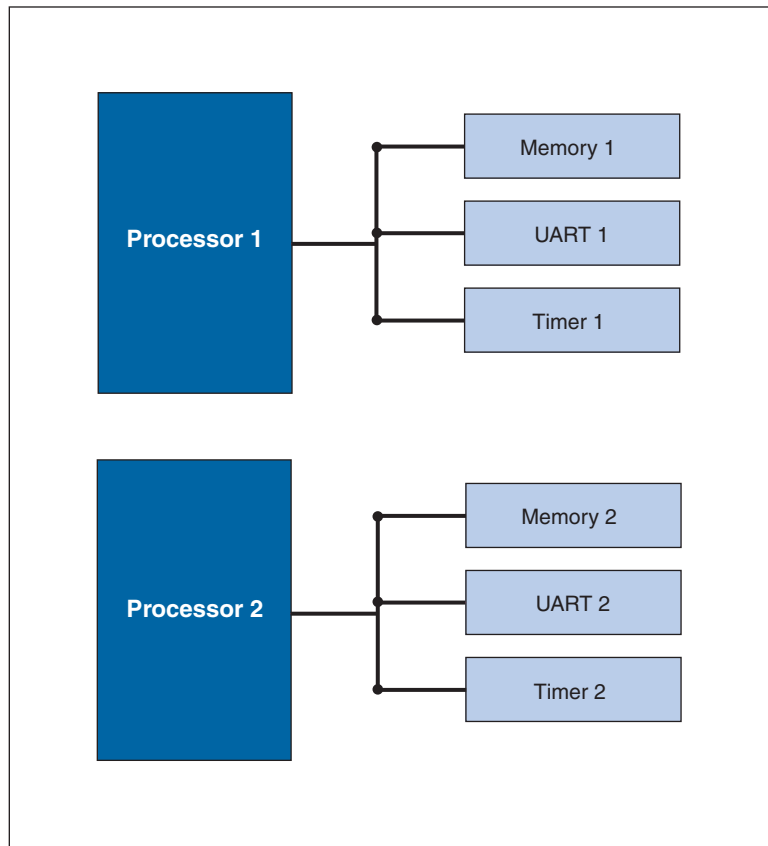 Processor 1
Memory 1
UART 1
Timer 1
Processor 2
Memory 2
UART 2
Timer 2